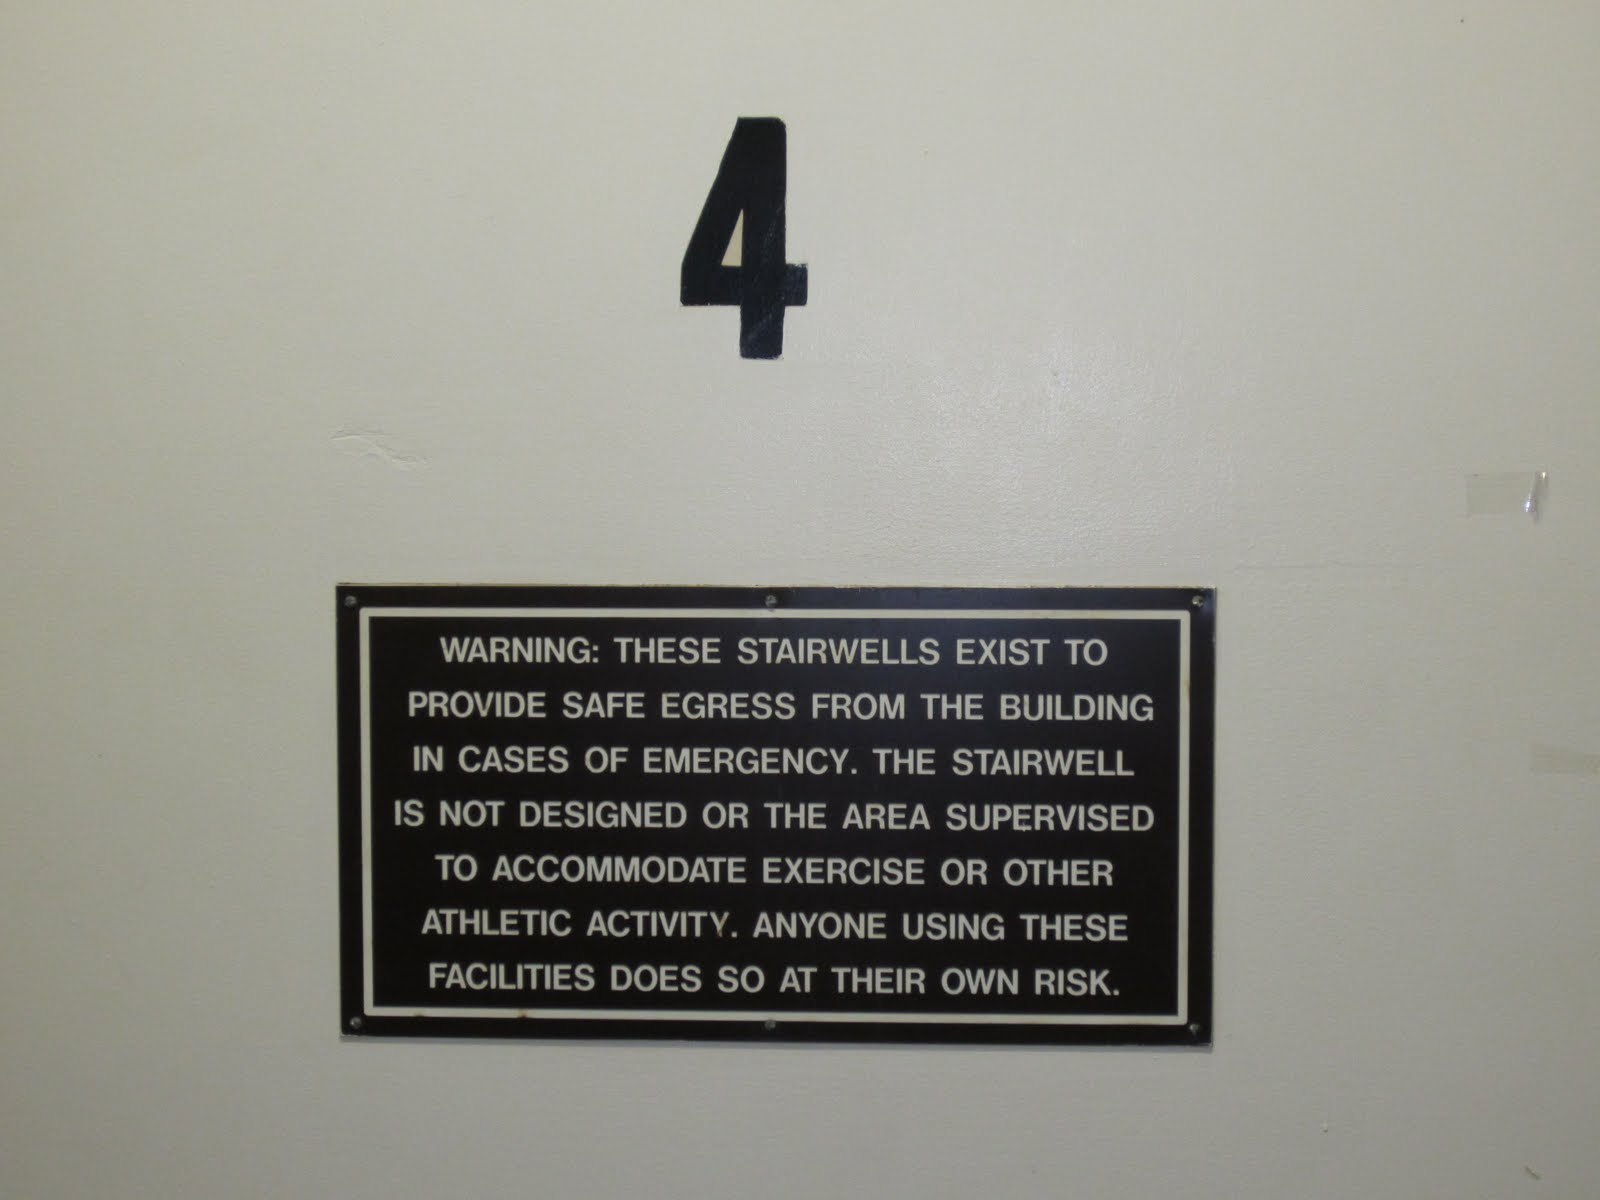 4
WARNING: THESE STAIRWELLS EXIST TO
PROVIDE SAFE EGRESS FROM THE BUILDING
IN CASES OF EMERGENCY. THE STAIRWELL
IS NOT DESIGNED OR THE AREA SUPERVISED
TO ACCOMMODATE EXERCISE OR OTHER
ATHLETIC ACTIVITY. ANYONE USING THESE
FACILITIES DOES SO AT THEIR OWN RISK.